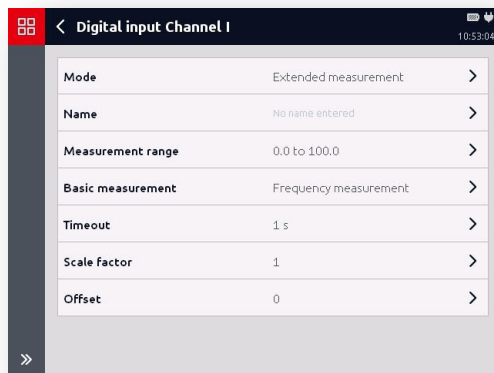 Digital input Channel I
10:53:04
Mode Extended measurement
Name No name entered
Measurement range 0.0 to 100.0
Basic measurement Frequency measurement
Timeout 1 s
Scale factor 1
Offset 0